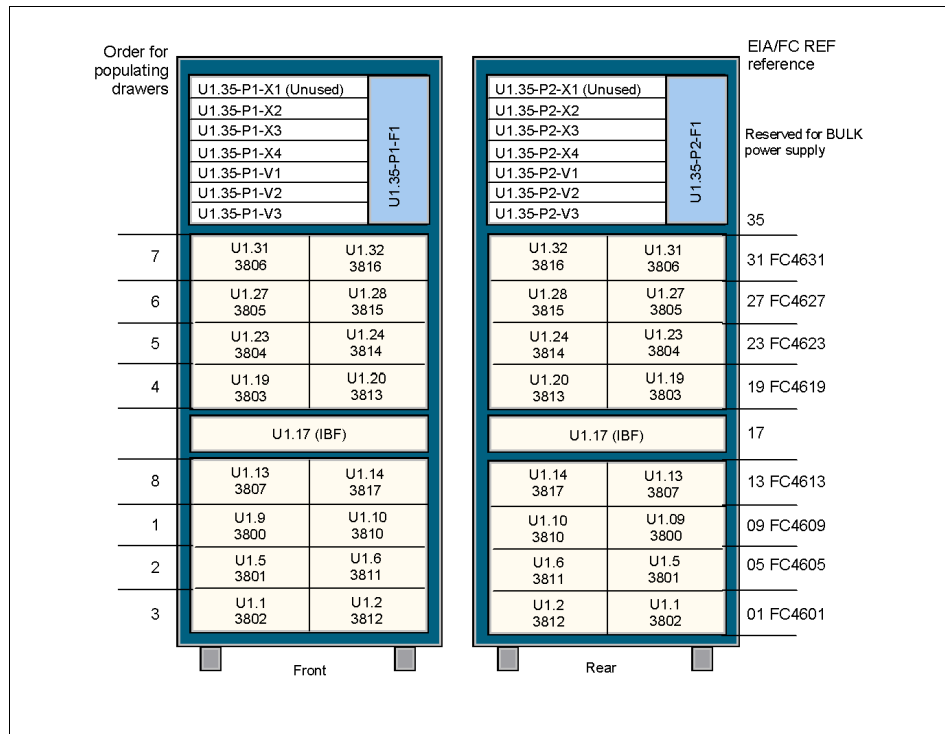 Order for
populating
drawers
EIA/FC REF
reference
U1.35-P1-X1 (Unused)
U1.35-P1-X2
U1.35-P1-X3
U1.35-P1-X4
U1.35-P1-V1
U1.35-P1-V2
U1.35-P1-V3
U1.35-P1-F1
U1.35-P2-X1 (Unused)
U1.35-P2-X2
U1.35-P2-X3
U1.35-P2-X4
U1.35-P2-V1
U1.35-P2-V2
U1.35-P2-V3
U1.35-P2-F1
Reserved for BULK
power supply
35
7
U1.31
3806
U1.32
3816
U1.32
3816
U1.31
3806
31 FC4631
6
U1.27
3805
U1.28
3815
U1.28
3815
U1.27
3805
27 FC4627
5
U1.23
3804
U1.24
3814
U1.24
3814
U1.23
3804
23 FC4623
4
U1.19
3803
U1.20
3813
U1.20
3813
U1.19
3803
19 FC4619
U1.17 (IBF)
U1.17 (IBF)
17
8
U1.13
3807
U1.14
3817
U1.14
3817
U1.13
3807
13 FC4613
1
U1.9
3800
U1.10
3810
U1.10
3810
U1.09
3800
09 FC4609
2
U1.5
3801
U1.6
3811
U1.6
3811
U1.5
3801
05 FC4605
3
U1.1
3802
U1.2
3812
U1.2
3812
U1.1
3802
01 FC4601
Front
Rear